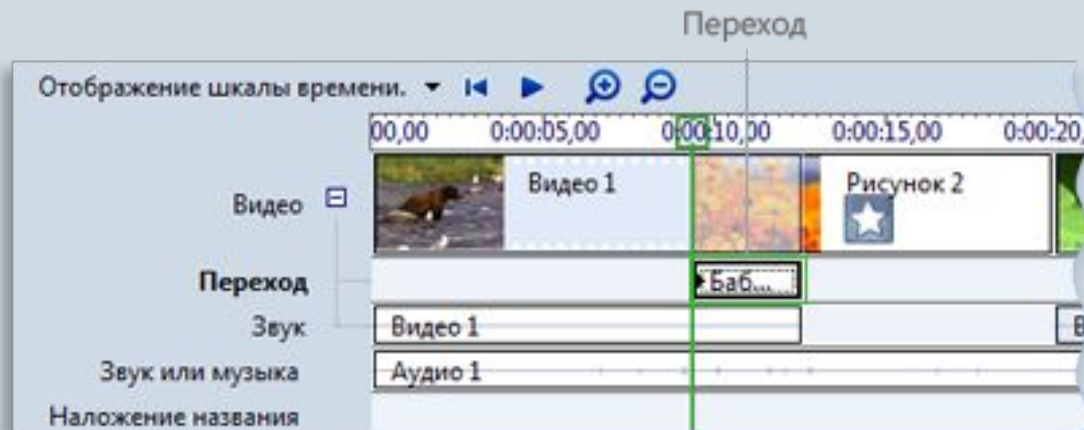 Переход
Отображение шкалы времени.
00,00 0:00:05,00 0:00:10,00 0:00:15,00 0:00:20,
Видео Видео 1 Рисунок 2
Переход Баб...
Звук Видео 1 В
Звук или музыка Аудио 1
Наложение названия